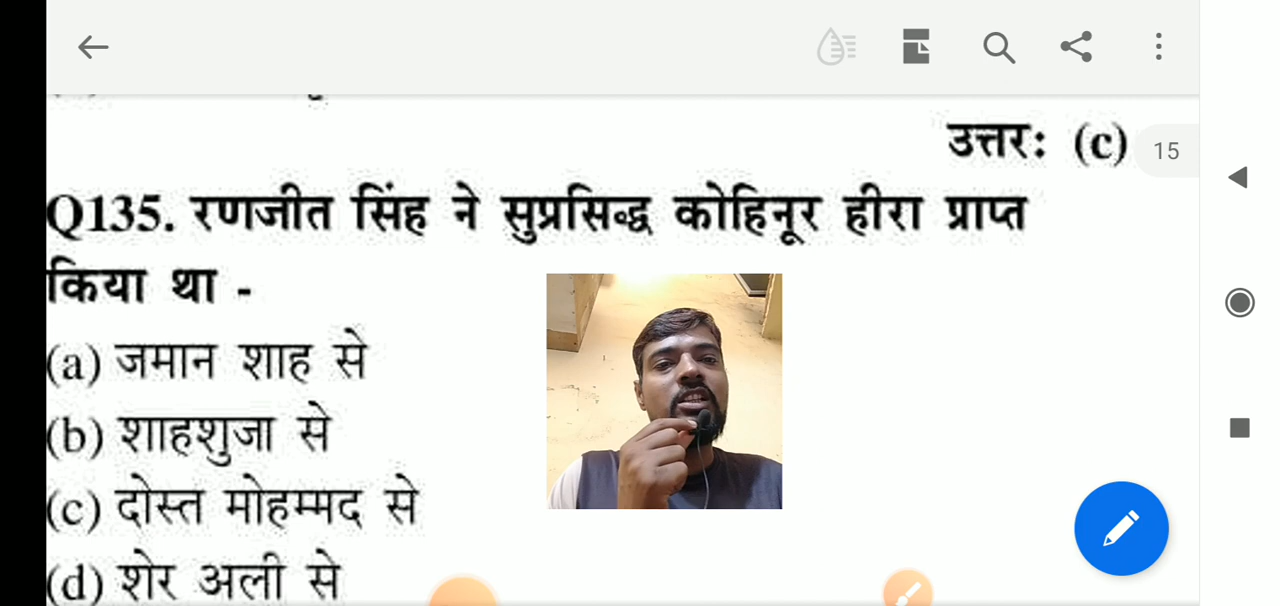 उत्तरः (c)
15
Q135. रणजीत सिंह ने सुप्रसिद्ध कोहिनूर हीरा प्राप्त
किया था -
(a) जमान शाह से
(b) शाहशुजा से
(c) दोस्त मोहम्मद से
(d) शेर अली से